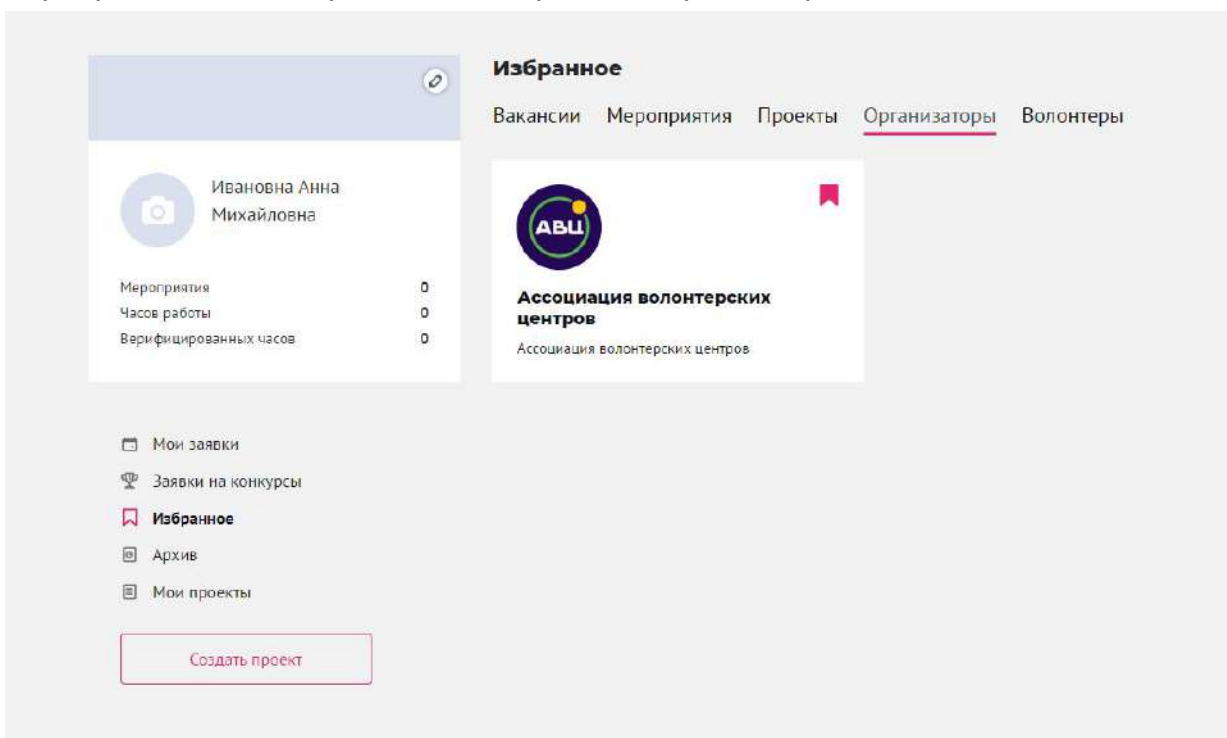 Избранное
Вакансии Мероприятия Проекты Организаторы Волонтеры
Ивановна Анна
Михайловна
Мероприятия 0
Часов работы 0
Верифицированных часов 0
АВЦ
Ассоциация волонтерских
центров
Ассоциация волонтерских центров
Мои заявки
Заявки на конкурсы
Избранное
Архив
Мои проекты
Создать проект